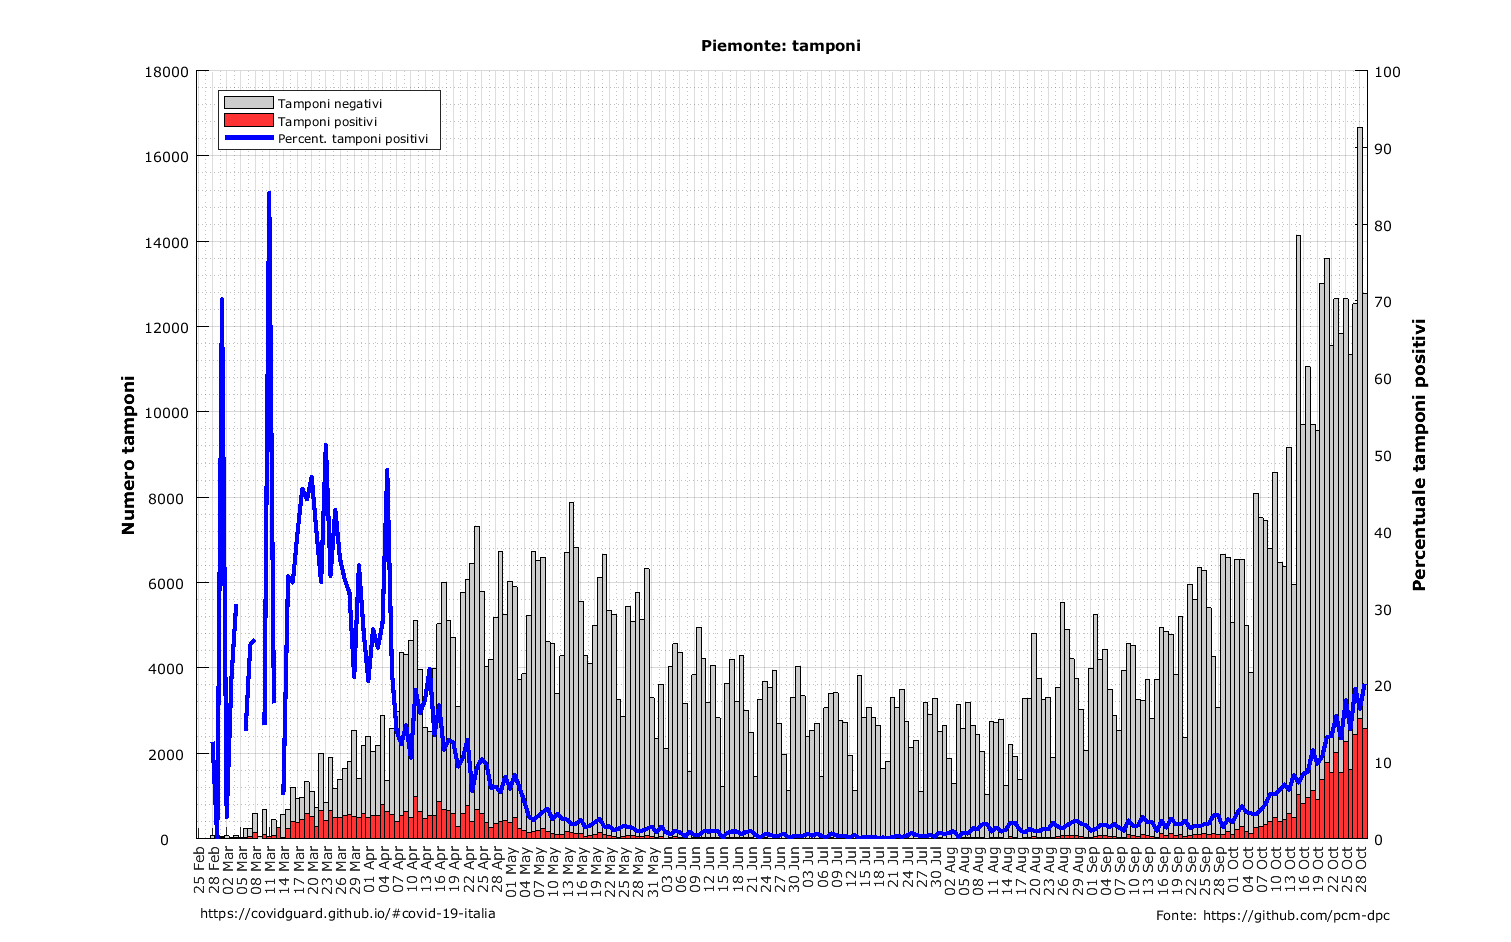 Piemonte: tamponi
18000
16000
14000
12000
10000
8000
6000
4000
2000
0
Numero tamponi
Tamponi negativi
Tamponi positivi
Percent. tamponi positivi
100
90
80
70
60
50
40
30
20
10
0
Percentuale tamponi positivi
25 Feb
28 Feb
02 Mar
05 Mar
08 Mar
11 Mar
14 Mar
17 Mar
20 Mar
23 Mar
26 Mar
29 Mar
01 Apr
04 Apr
07 Apr
10 Apr
13 Apr
16 Apr
19 Apr
22 Apr
25 Apr
28 Apr
01 May
04 May
07 May
10 May
13 May
16 May
19 May
22 May
25 May
28 May
31 May
03 Jun
06 Jun
09 Jun
12 Jun
15 Jun
18 Jun
21 Jun
24 Jun
27 Jun
30 Jun
03 Jul
06 Jul
09 Jul
12 Jul
15 Jul
18 Jul
21 Jul
24 Jul
27 Jul
30 Jul
02 Aug
05 Aug
08 Aug
11 Aug
14 Aug
17 Aug
20 Aug
23 Aug
26 Aug
29 Aug
01 Sep
04 Sep
07 Sep
10 Sep
13 Sep
16 Sep
19 Sep
22 Sep
25 Sep
28 Sep
01 Oct
04 Oct
07 Oct
10 Oct
13 Oct
16 Oct
19 Oct
22 Oct
25 Oct
28 Oct
https://covidguard.github.io/#covid-19-italia
Fonte: https://github.com/pcm-dpc